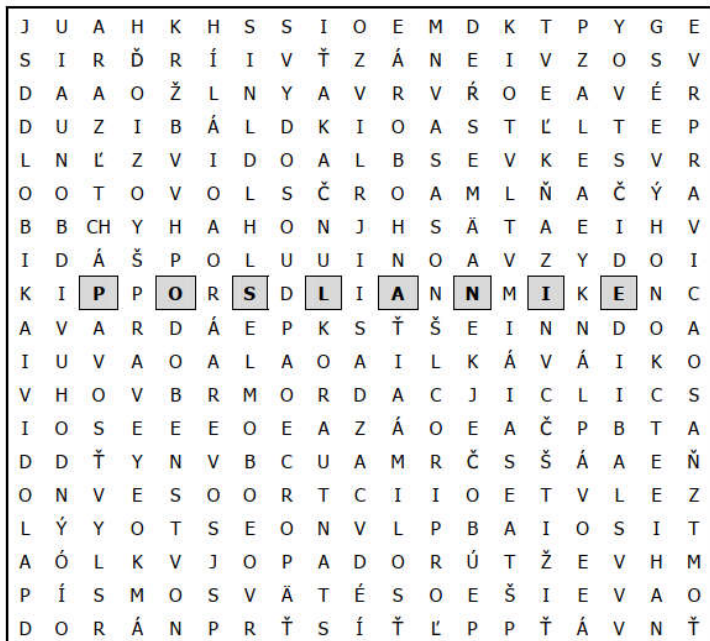 J U A H K H S S I O E M D K T P Y G E
S I R Ď R Í I V Ť Z Á N E I V Z O S V
D A A O Ž L N Y A V R V Ŕ O E A V É R
D U Z I B Á L D K I O A S T Ľ L T E P
L N Ľ Z V I D O A L B S E V K E S V R
O O T O V O L S Č R O A M L Ň A Č Ý A
B B CH Y H A H O N J H S Ä T A E I H V
I D Á Š P O L U U I N O A V Z Y D O I
K I P P O R S D L I A N N M I K E N C
A V A R D Á E P K S Ť Š E I N N D O A
I U V A O A L A O A I L K Á V Á I K O
V H O V B R M O R D A C J I C L I C S
I O S E E E O E A Z Á O E A Č P B T A
D D Ť Y N V B C U A M R Č S Š Á A E Ň
O N V E S O O R T C I I O E T V L E Z
L Ý Y O T S E O N V L P B A I O S I T
A Ó L K V J O P A D O R Ú T Ž E V H M
P Í S M O S V Ä T É S O E Š I E V A O
D O R Á N P R Ť S Í Ť Ľ P P Ť Á V N Ť